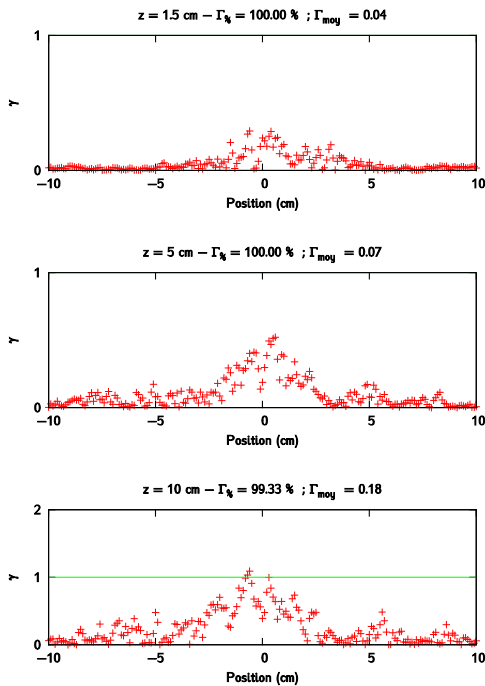 z = 1.5 cm – Γ% = 100.00 % ; Γmoy = 0.04
1
γ
0
−10 −5 0 5 10
Position (cm)
z = 5 cm – Γ% = 100.00 % ; Γmoy = 0.07
1
γ
0
−10 −5 0 5 10
Position (cm)
z = 10 cm – Γ% = 99.33 % ; Γmoy = 0.18
2
γ
1
0
−10 −5 0 5 10
Position (cm)